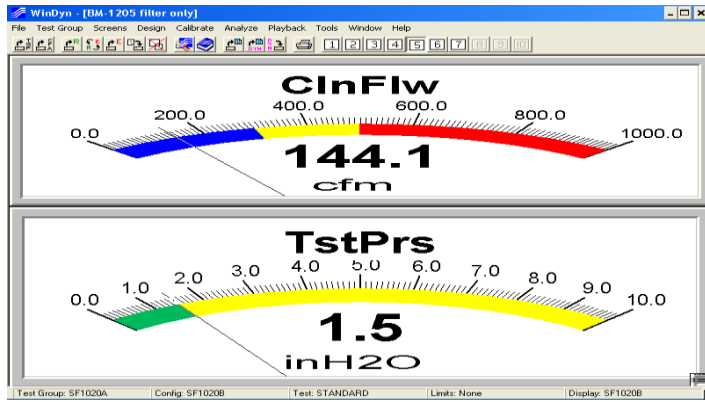 WinDyn - [BM-1205 filter only]
File Test Group Screens Design Calibrate Analyze Playback Tools Window Help
1 2 3 4 5 6 7 8 9 10
ClnFlw
0.0 200.0 400.0 600.0 800.0 1000.0
144.1
cfm
TstPrs
0.0 1.0 2.0 3.0 4.0 5.0 6.0 7.0 8.0 9.0 10.0
1.5
inH2O
Test Group: SF1020A Config: SF1020B Test: STANDARD Limits: None Display: SF1020B